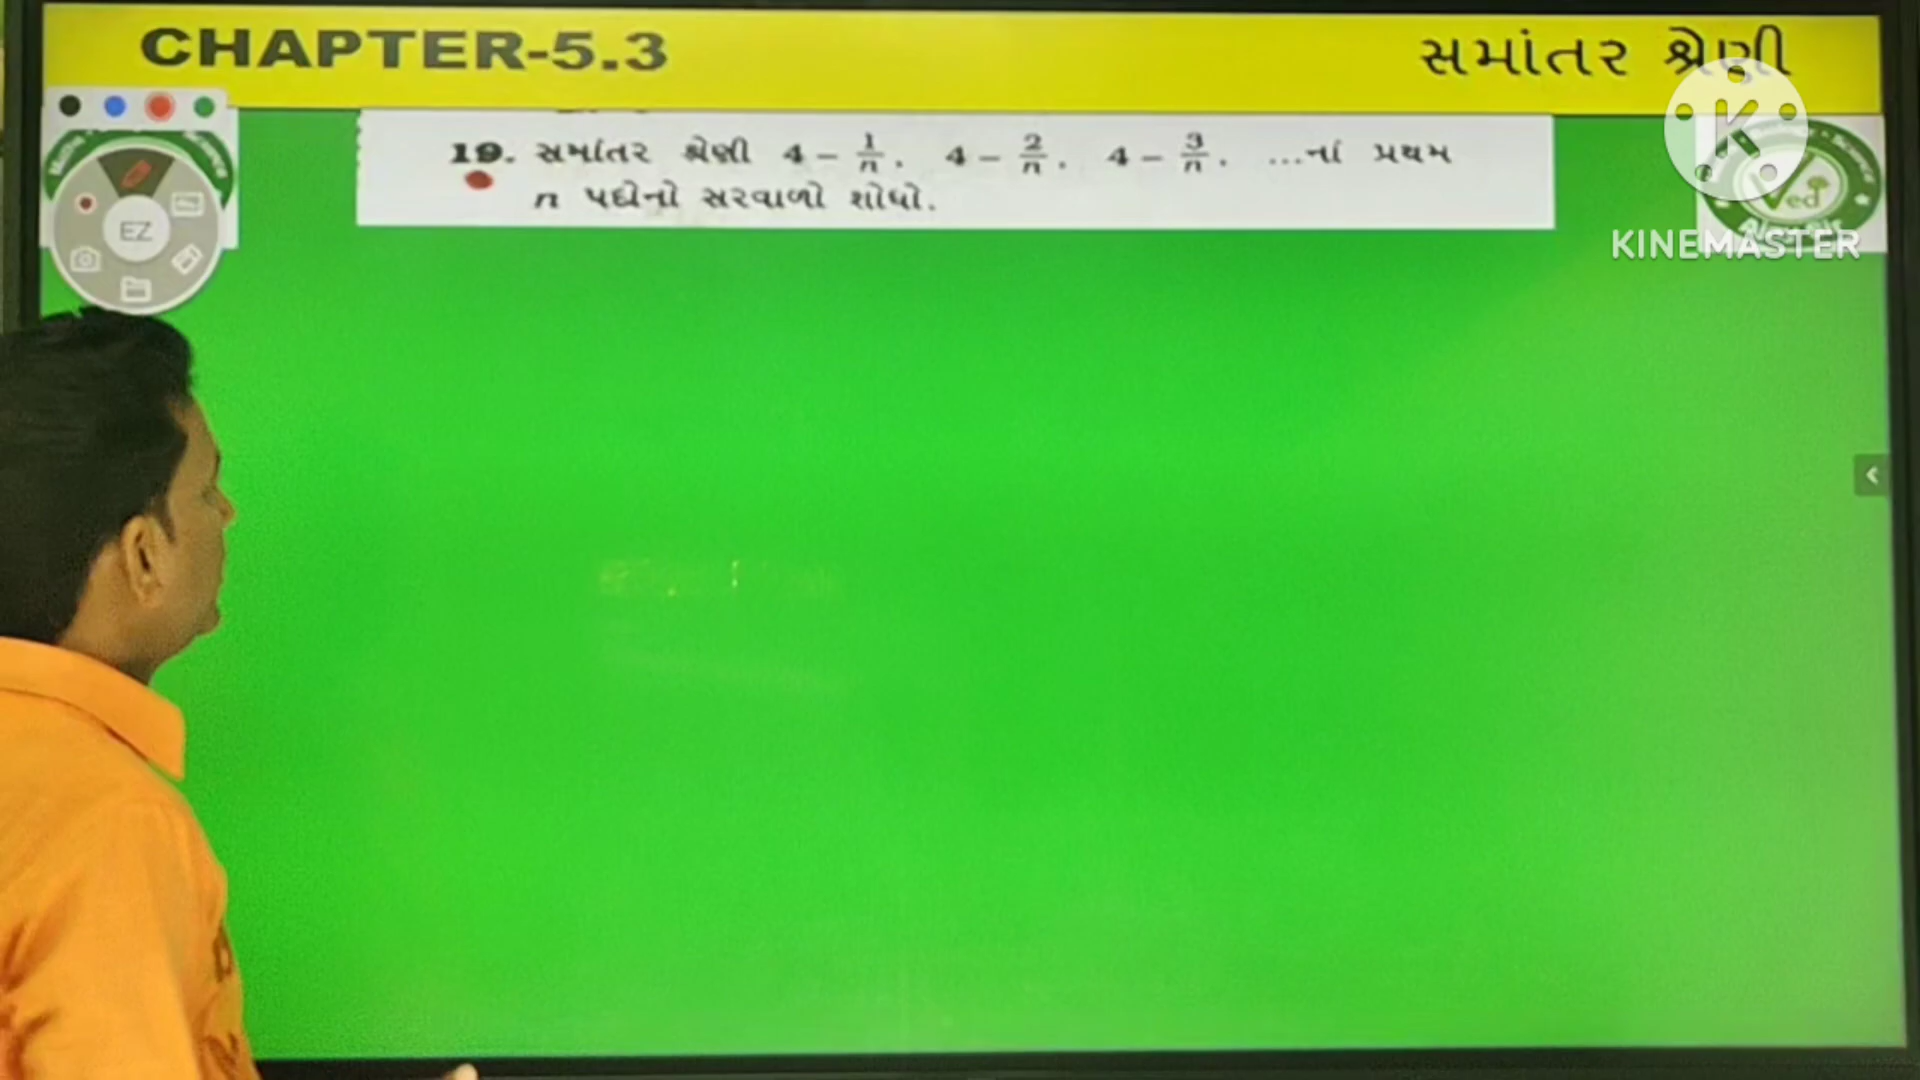 CHAPTER-5.3 સમાંતર શ્રેણી
19. સમાંતર શ્રેણી 4 – 1/n, 4 – 2/n, 4 – 3/n, ...નાં પ્રથમ
n પદોનો સરવાળો શોધો.
EZ
K
Ved
KINEMASTER